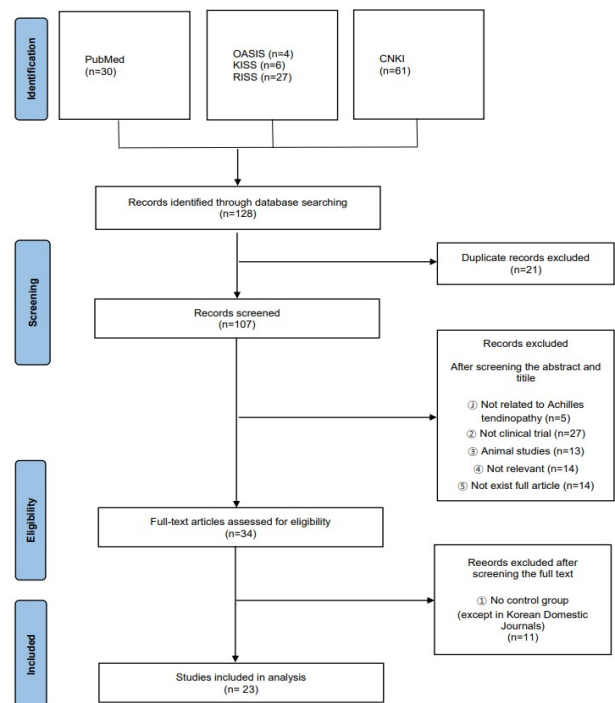 Identification
PubMed
(n=30)
OASIS (n=4)
KISS (n=6)
RISS (n=27)
CNKI
(n=61)
Records identified through database searching
(n=128)
Screening
Duplicate records excluded
(n=21)
Records screened
(n=107)
Records excluded
After screening the abstract and
titile
① Not related to Achilles
tendinopathy (n=5)
② Not clinical trial (n=27)
③ Animal studies (n=13)
④ Not relevant (n=14)
⑤ Not exist full article (n=14)
Eligibility
Full-text articles assessed for eligibility
(n=34)
Reeords excluded after
screening the full text
① No control group
(except in Korean Domestic
Journals)
(n=11)
Included
Studies included in analysis
(n= 23)